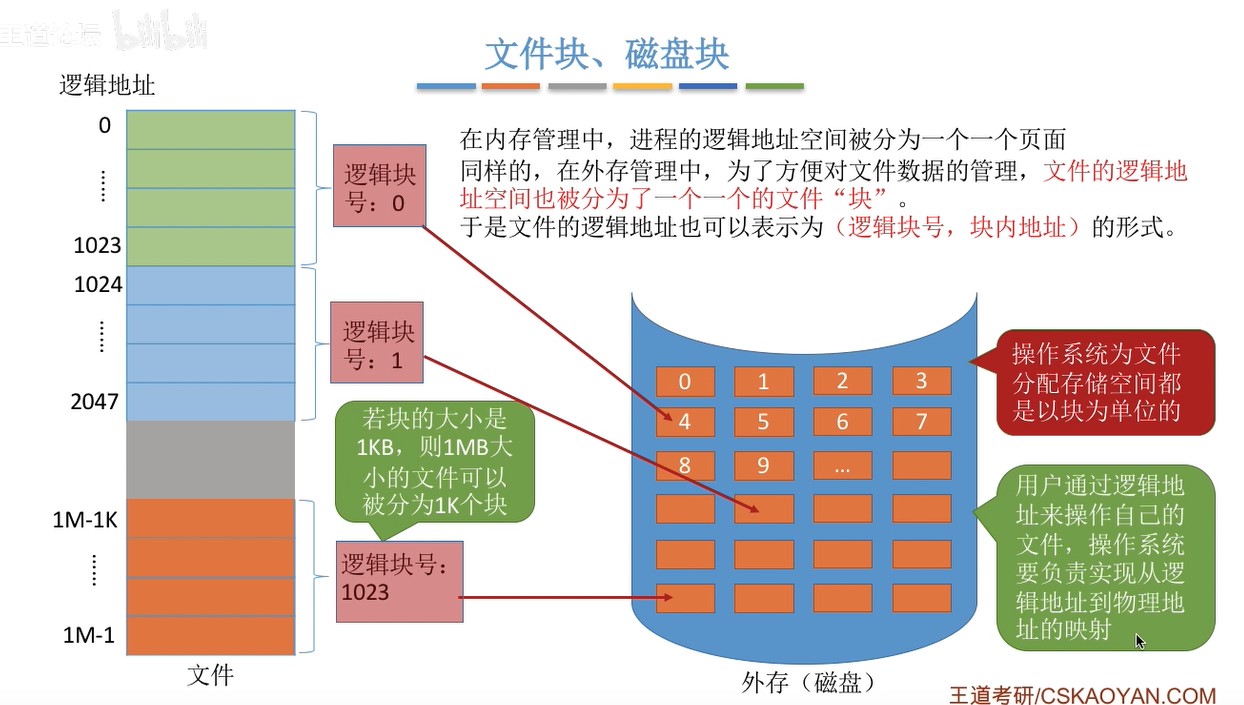 王道论坛 bilibili
文件块、磁盘块
逻辑地址
0
……
1023
1024
……
2047
1M-1K
……
1M-1
文件
逻辑块
号：0
逻辑块
号：1
若块的大小是
1KB，则1MB大
小的文件可以
被分为1K个块
逻辑块号：
1023
在内存管理中，进程的逻辑地址空间被分为一个一个页面
同样的，在外存管理中，为了方便对文件数据的管理，文件的逻辑地
址空间也被分为了一个一个的文件“块”。
于是文件的逻辑地址也可以表示为（逻辑块号，块内地址）的形式。
0 1 2 3
4 5 6 7
8 9 …
外存（磁盘）
操作系统为文件
分配存储空间都
是以块为单位的
用户通过逻辑地
址来操作自己的
文件，操作系统
要负责实现从逻
辑地址到物理地
址的映射
王道考研/CSKAOYAN.COM